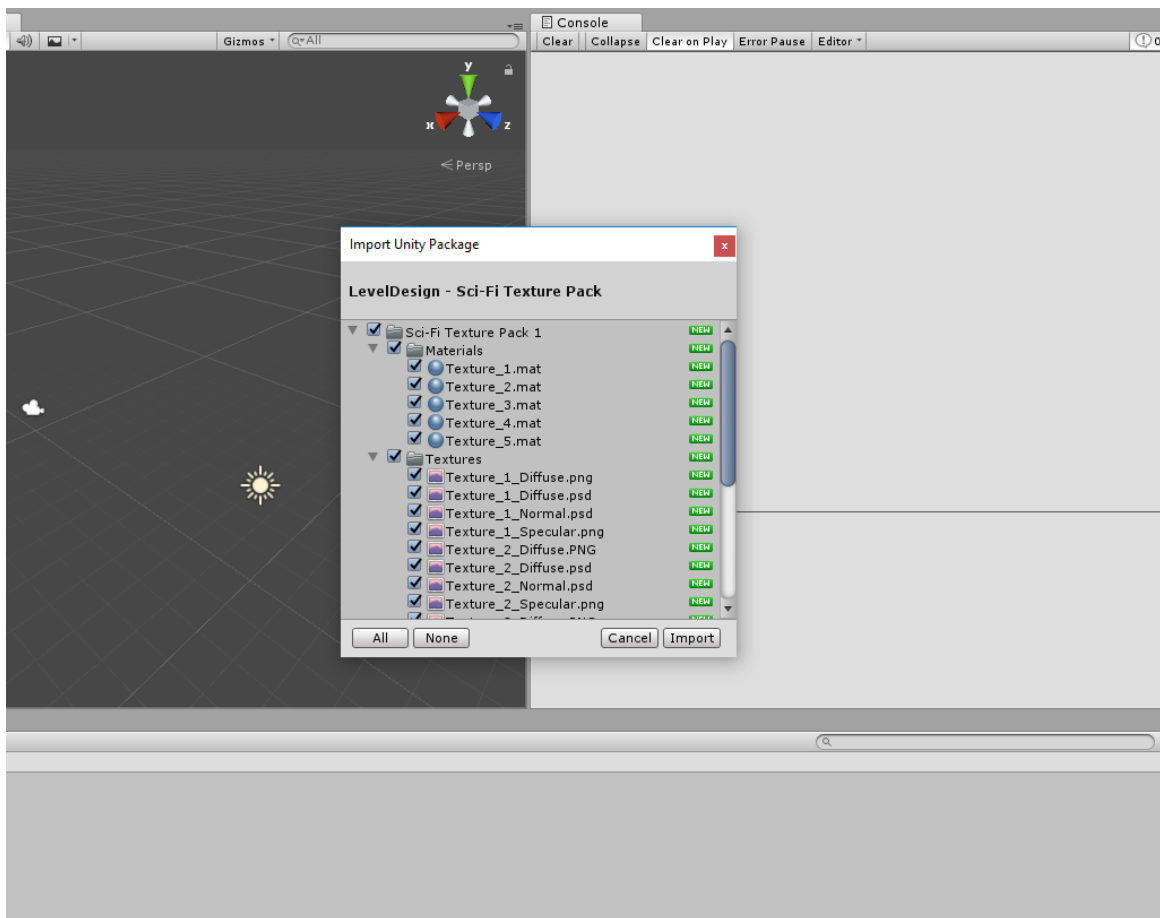 Console
Gizmos All
Clear Collapse Clear on Play Error Pause Editor 0
y
x z
Persp
Import Unity Package
x
LevelDesign - Sci-Fi Texture Pack
Sci-Fi Texture Pack 1 NEW
Materials NEW
Texture_1.mat NEW
Texture_2.mat NEW
Texture_3.mat NEW
Texture_4.mat NEW
Texture_5.mat NEW
Textures NEW
Texture_1_Diffuse.png NEW
Texture_1_Diffuse.psd NEW
Texture_1_Normal.psd NEW
Texture_1_Specular.png NEW
Texture_2_Diffuse.PNG NEW
Texture_2_Diffuse.psd NEW
Texture_2_Normal.psd NEW
Texture_2_Specular.png NEW
All None Cancel Import